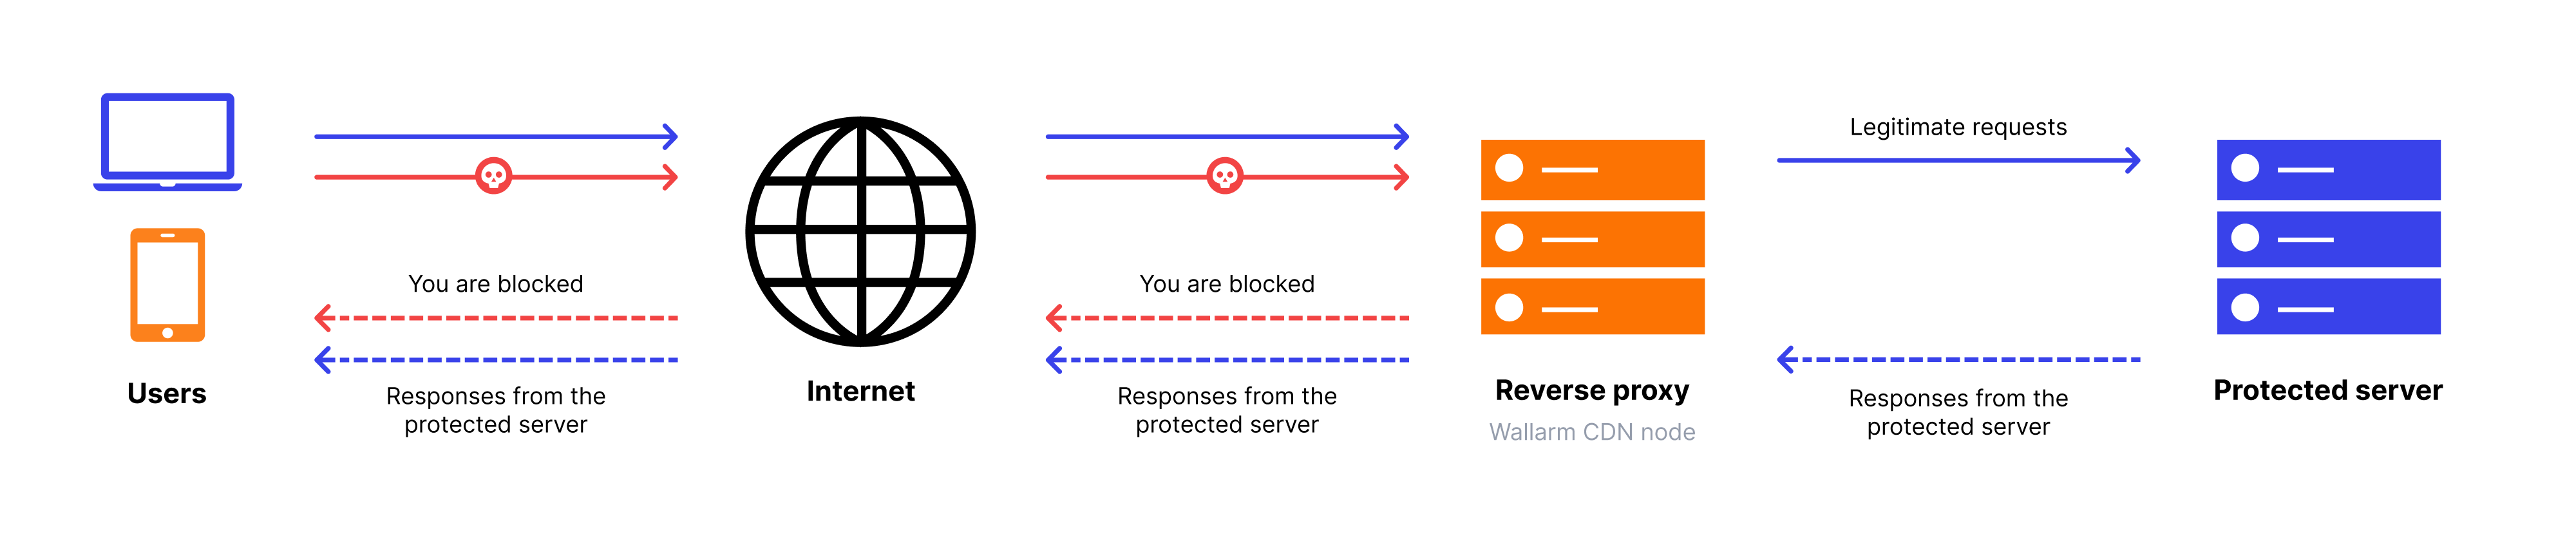 Legitimate requests
You are blocked
You are blocked
Users
Responses from the
protected server
Internet
Responses from the
protected server
Reverse proxy
Wallarm CDN node
Responses from the
protected server
Protected server